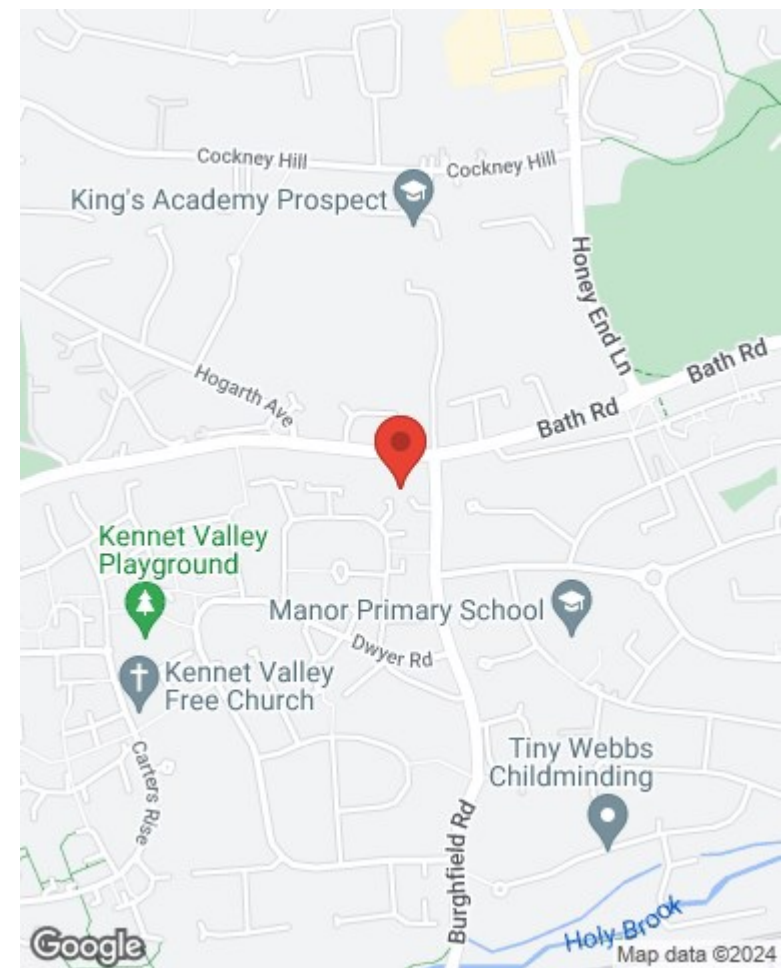 Cockney Hill
Cockney Hill
King's Academy Prospect
Honey End Ln
Bath Rd
Hogarth Ave
Bath Rd
Kennet Valley
Playground
Manor Primary School
Dwyer Rd
Kennet Valley
Free Church
Tiny Webbs
Childminding
Carters Rise
Burghfield Rd
Holy Brook
Google
Map data ©2024